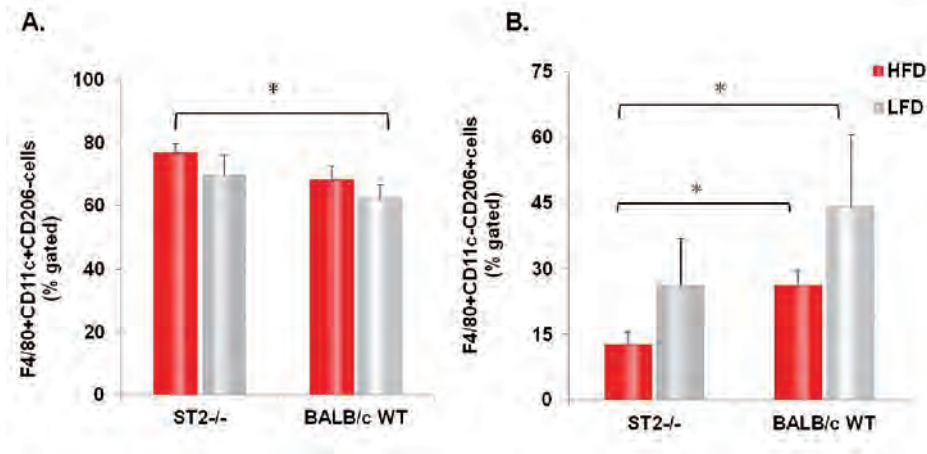 A.
F4/80+CD11c+CD206-cells
(% gated)
100
80
60
40
20
0
*
ST2-/-
BALB/c WT
B.
F4/80+CD11c-CD206+cells
(% gated)
75
60
45
30
15
0
*
*
ST2-/-
BALB/c WT
HFD
LFD